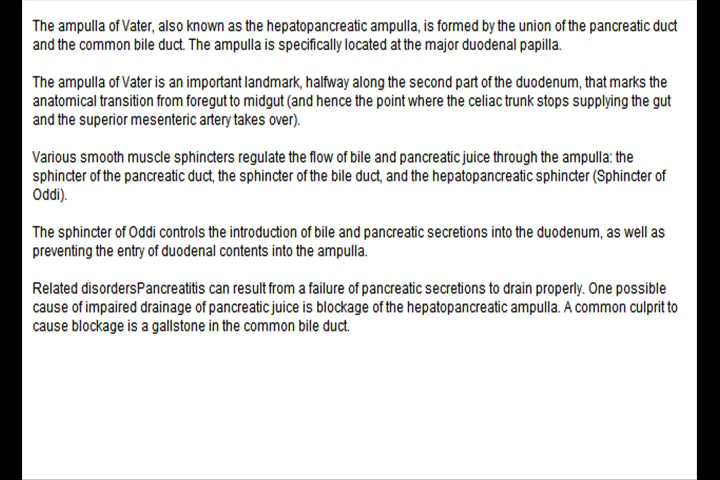 The ampulla of Vater, also known as the hepatopancreatic ampulla, is formed by the union of the pancreatic duct
and the common bile duct. The ampulla is specifically located at the major duodenal papilla.
The ampulla of Vater is an important landmark, halfway along the second part of the duodenum, that marks the
anatomical transition from foregut to midgut (and hence the point where the celiac trunk stops supplying the gut
and the superior mesenteric artery takes over).
Various smooth muscle sphincters regulate the flow of bile and pancreatic juice through the ampulla: the
sphincter of the pancreatic duct, the sphincter of the bile duct, and the hepatopancreatic sphincter (Sphincter of
Oddi).
The sphincter of Oddi controls the introduction of bile and pancreatic secretions into the duodenum, as well as
preventing the entry of duodenal contents into the ampulla.
Related disordersPancreatitis can result from a failure of pancreatic secretions to drain properly. One possible
cause of impaired drainage of pancreatic juice is blockage of the hepatopancreatic ampulla. A common culprit to
cause blockage is a gallstone in the common bile duct.